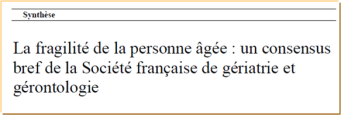 Synthèse
La fragilité de la personne âgée : un consensus
bref de la Société française de gériatrie et
gérontologie